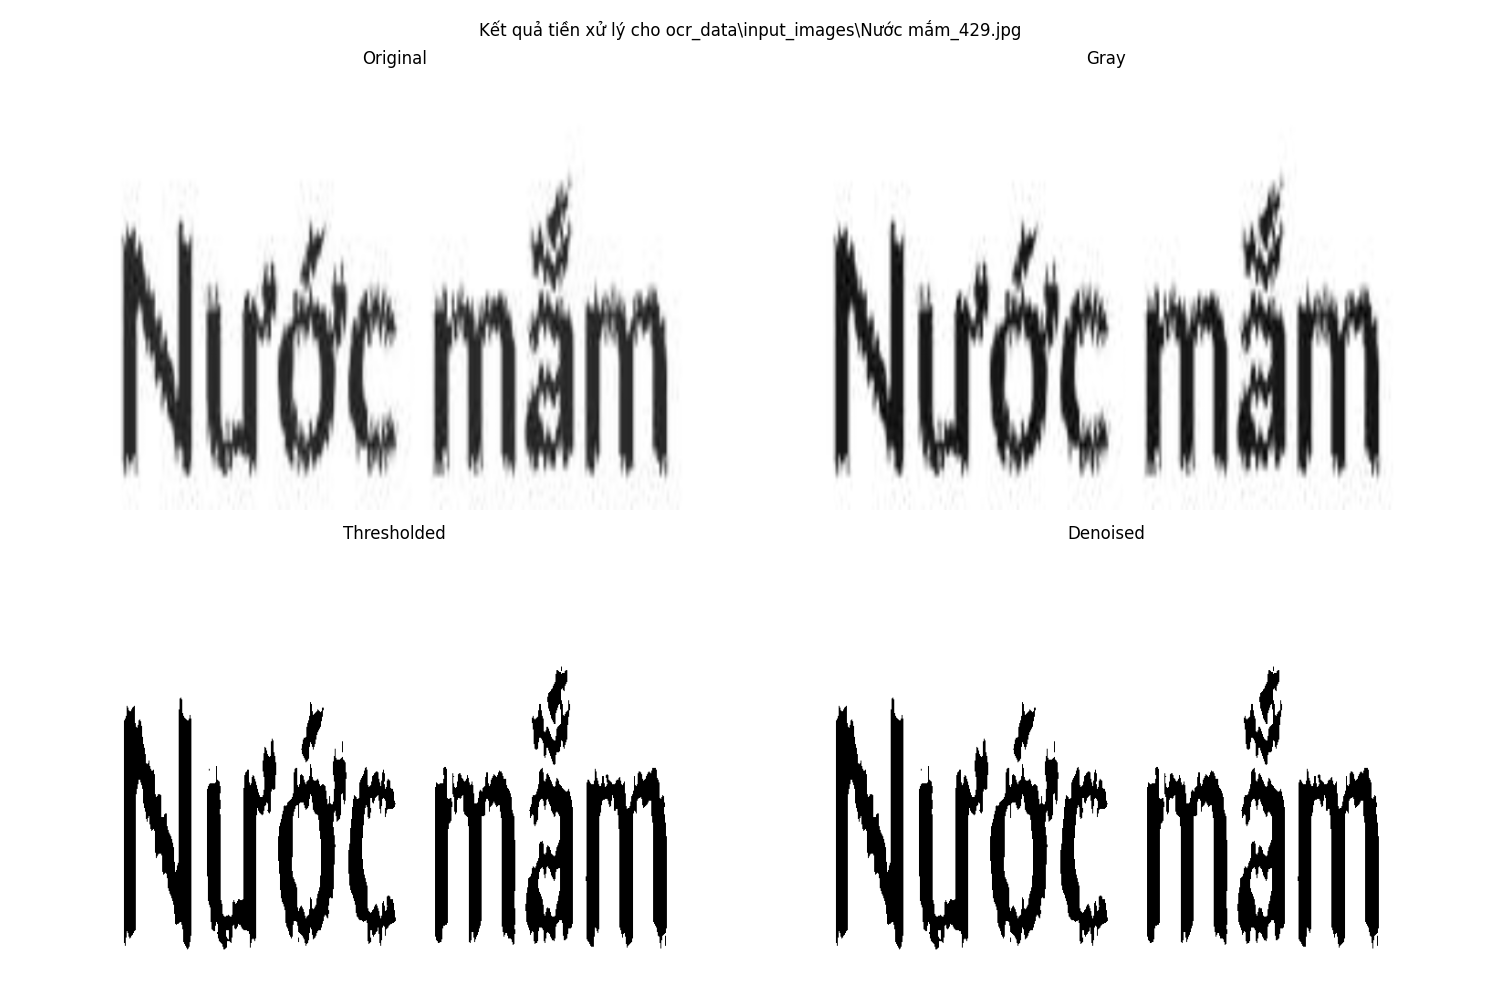 Kết quả tiền xử lý cho ocr_data\input_images\Nước mắm_429.jpg
Original
Gray
Nước mắm
Nước mắm
Thresholded
Denoised
Nước mắm
Nước mắm